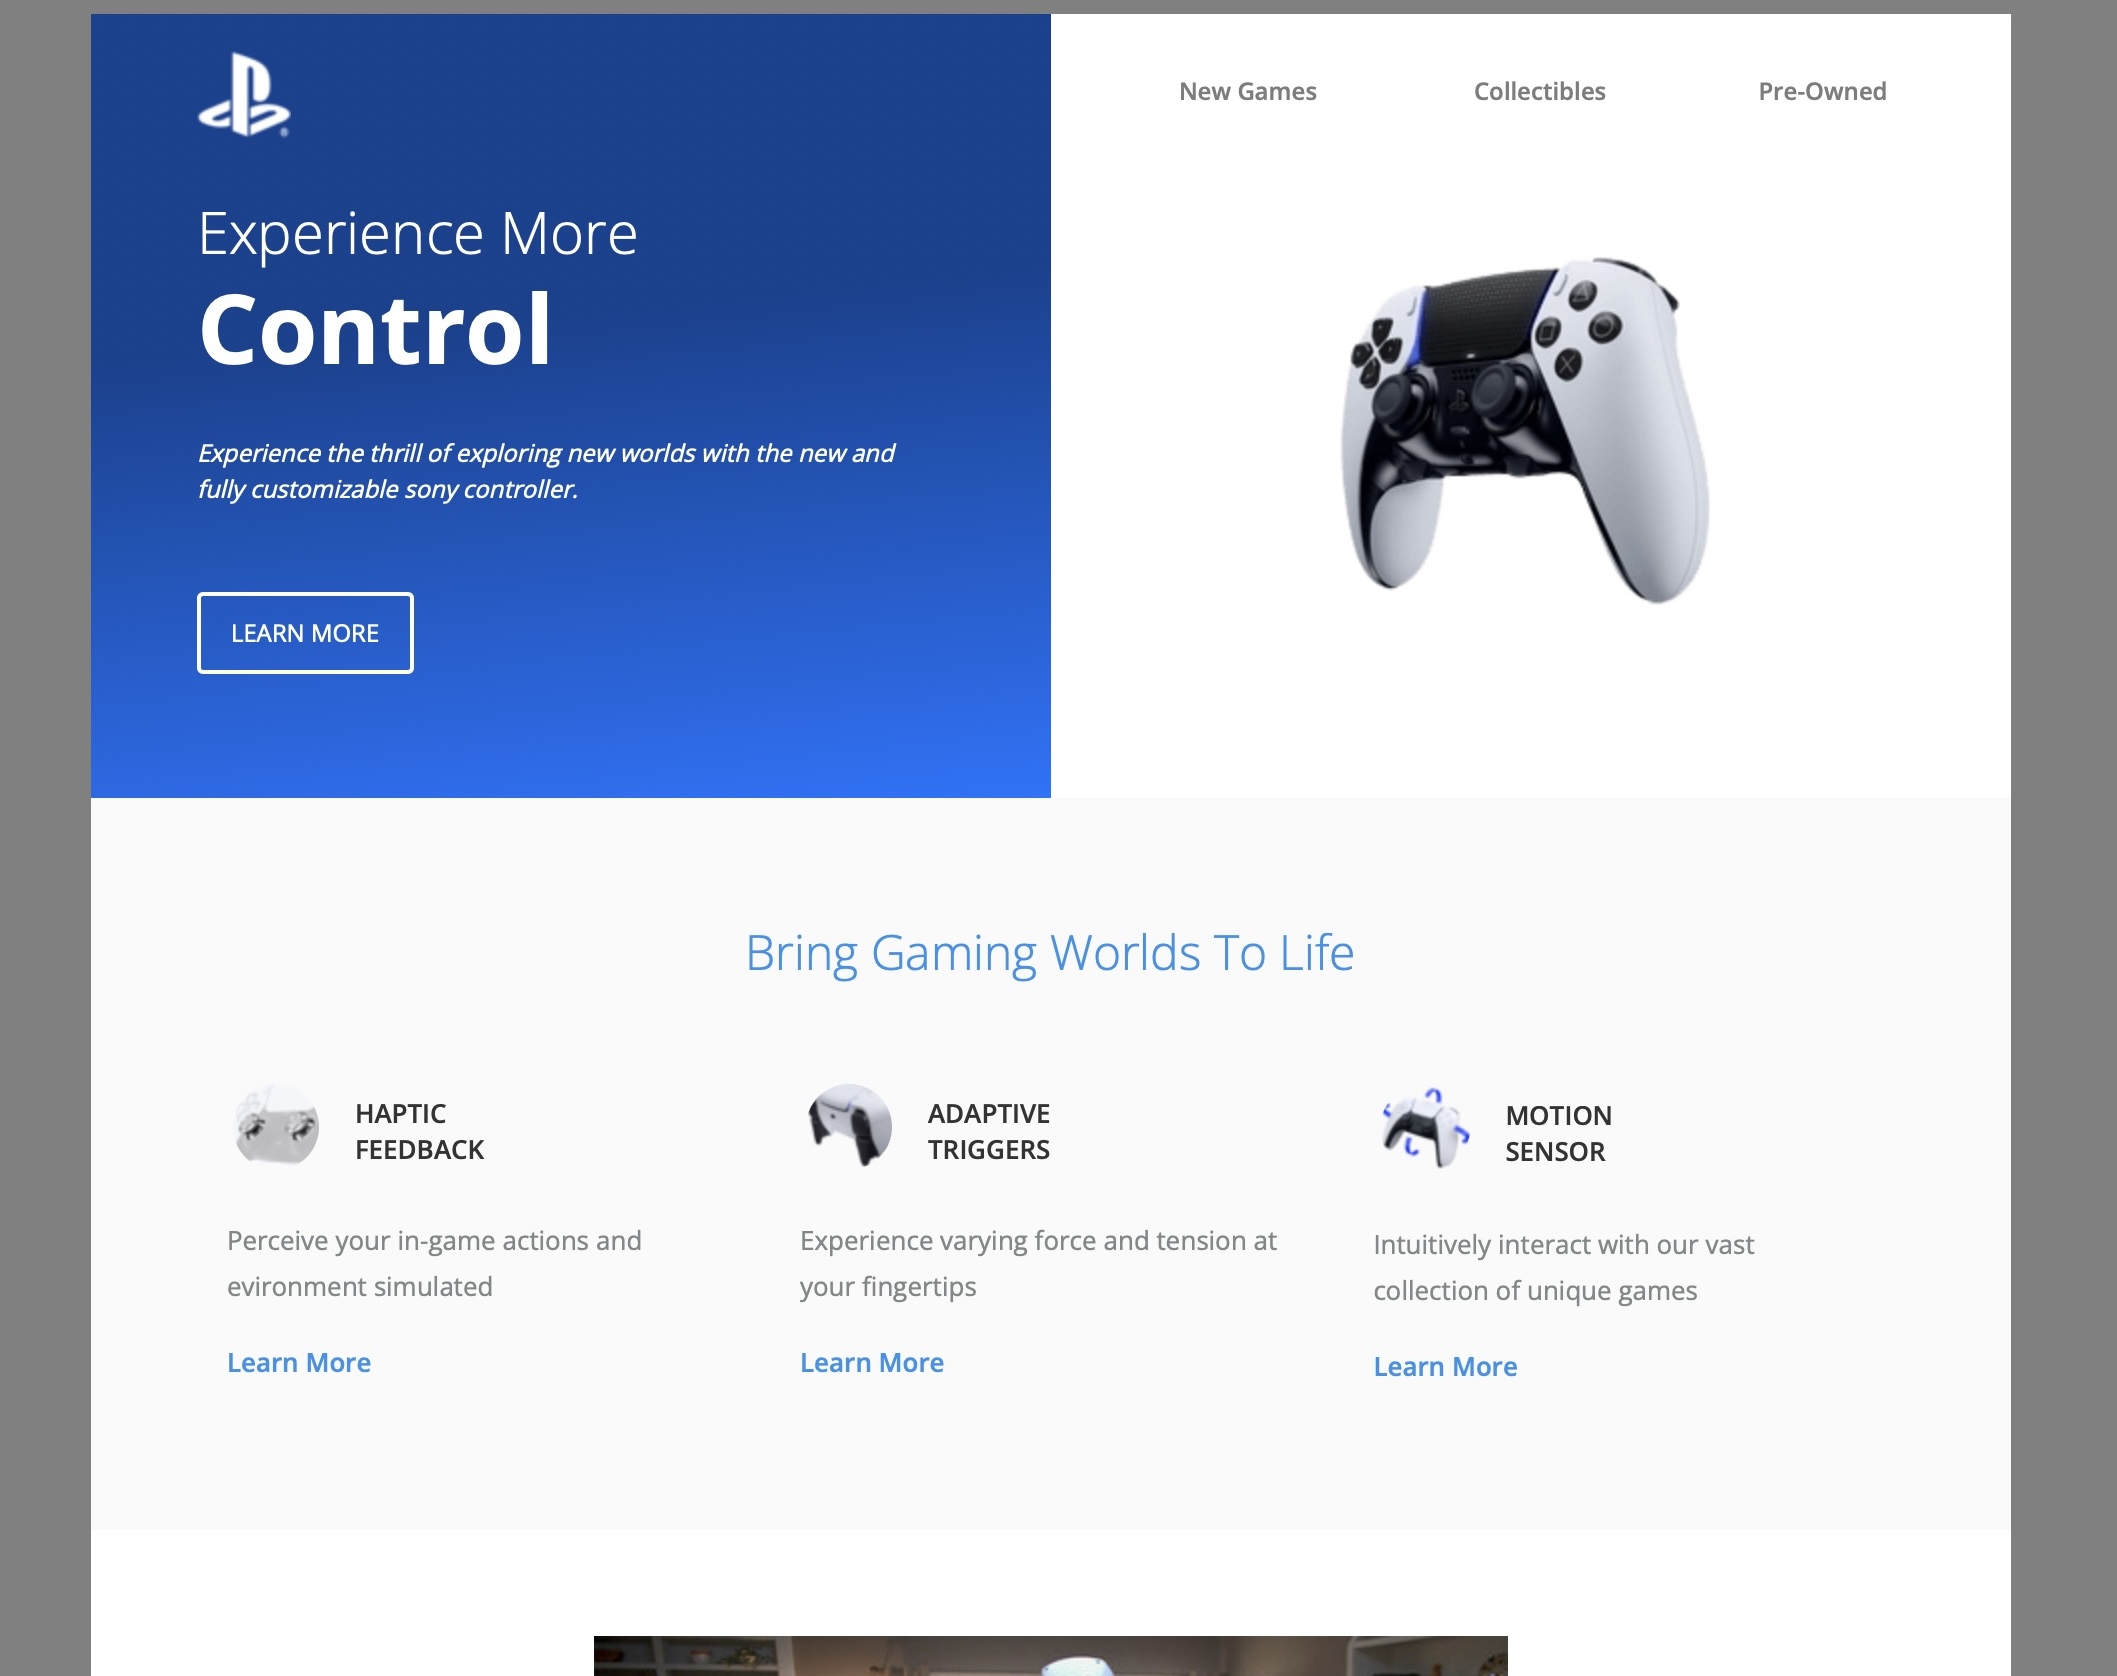 New Games
Collectibles
Pre-Owned
Experience More
Control
Experience the thrill of exploring new worlds with the new and
fully customizable sony controller.
LEARN MORE
Bring Gaming Worlds To Life
HAPTIC
FEEDBACK
Perceive your in-game actions and
evironment simulated
Learn More
ADAPTIVE
TRIGGERS
Experience varying force and tension at
your fingertips
Learn More
MOTION
SENSOR
Intuitively interact with our vast
collection of unique games
Learn More